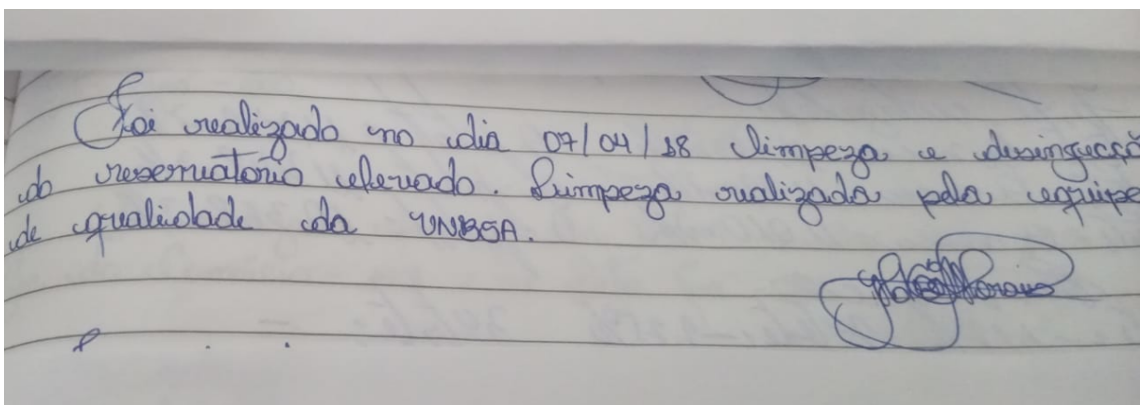 Foi realizado no dia 07/04/18 limpeza e desinfecção
do reservatório elevado. Limpeza realizada pela equipe
de qualidade da UNBSA.